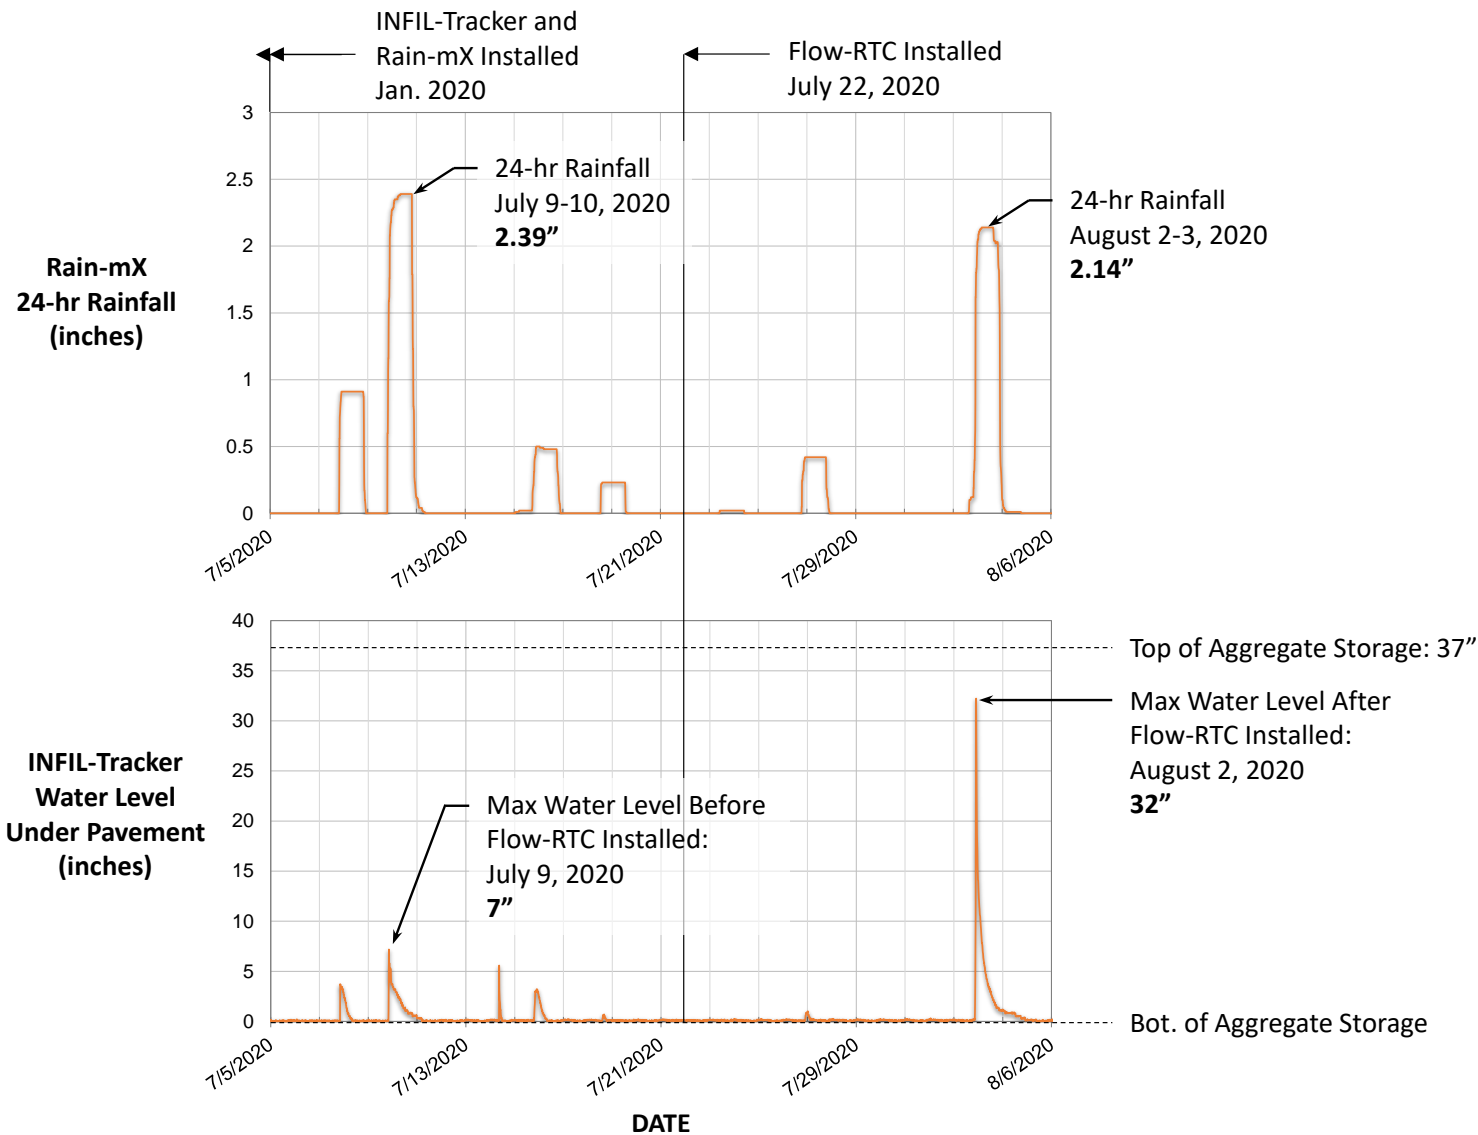 INFIL-Tracker and
Rain-mX Installed
Jan. 2020
Flow-RTC Installed
July 22, 2020
3
2.5
2
1.5
1
0.5
0
Rain-mX
24-hr Rainfall
(inches)
24-hr Rainfall
July 9-10, 2020
2.39”
24-hr Rainfall
August 2-3, 2020
2.14”
7/5/2020
7/13/2020
7/21/2020
7/29/2020
8/6/2020
40
35
30
25
20
15
10
5
0
INFIL-Tracker
Water Level
Under Pavement
(inches)
Top of Aggregate Storage: 37”
Max Water Level After
Flow-RTC Installed:
August 2, 2020
32”
Max Water Level Before
Flow-RTC Installed:
July 9, 2020
7”
Bot. of Aggregate Storage
7/5/2020
7/13/2020
7/21/2020
7/29/2020
8/6/2020
DATE